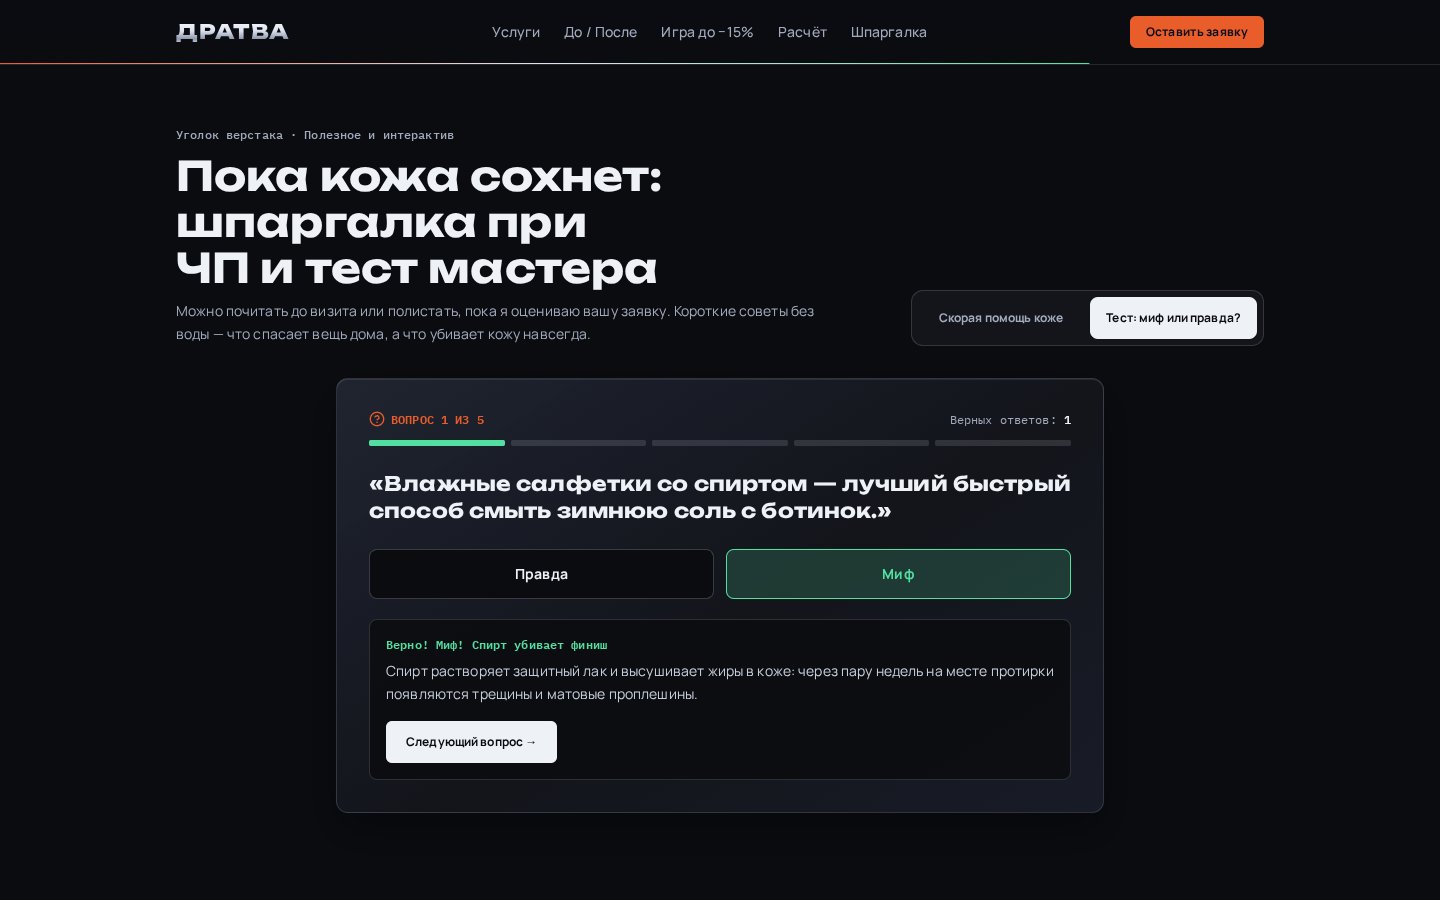 ДРАТВА
Услуги
До / После
Игра до −15%
Расчёт
Шпаргалка
Оставить заявку
Уголок верстака · Полезное и интерактив
Пока кожа сохнет:
шпаргалка при
ЧП и тест мастера
Можно почитать до визита или полистать, пока я оцениваю вашу заявку. Короткие советы без
воды — что спасает вещь дома, а что убивает кожу навсегда.
Скорая помощь коже
Тест: миф или правда?
ВОПРОС 1 ИЗ 5
Верных ответов: 1
«Влажные салфетки со спиртом — лучший быстрый
способ смыть зимнюю соль с ботинок.»
Правда
Миф
Верно! Миф! Спирт убивает финиш
Спирт растворяет защитный лак и высушивает жиры в коже: через пару недель на месте протирки
появляются трещины и матовые проплешины.
Следующий вопрос →